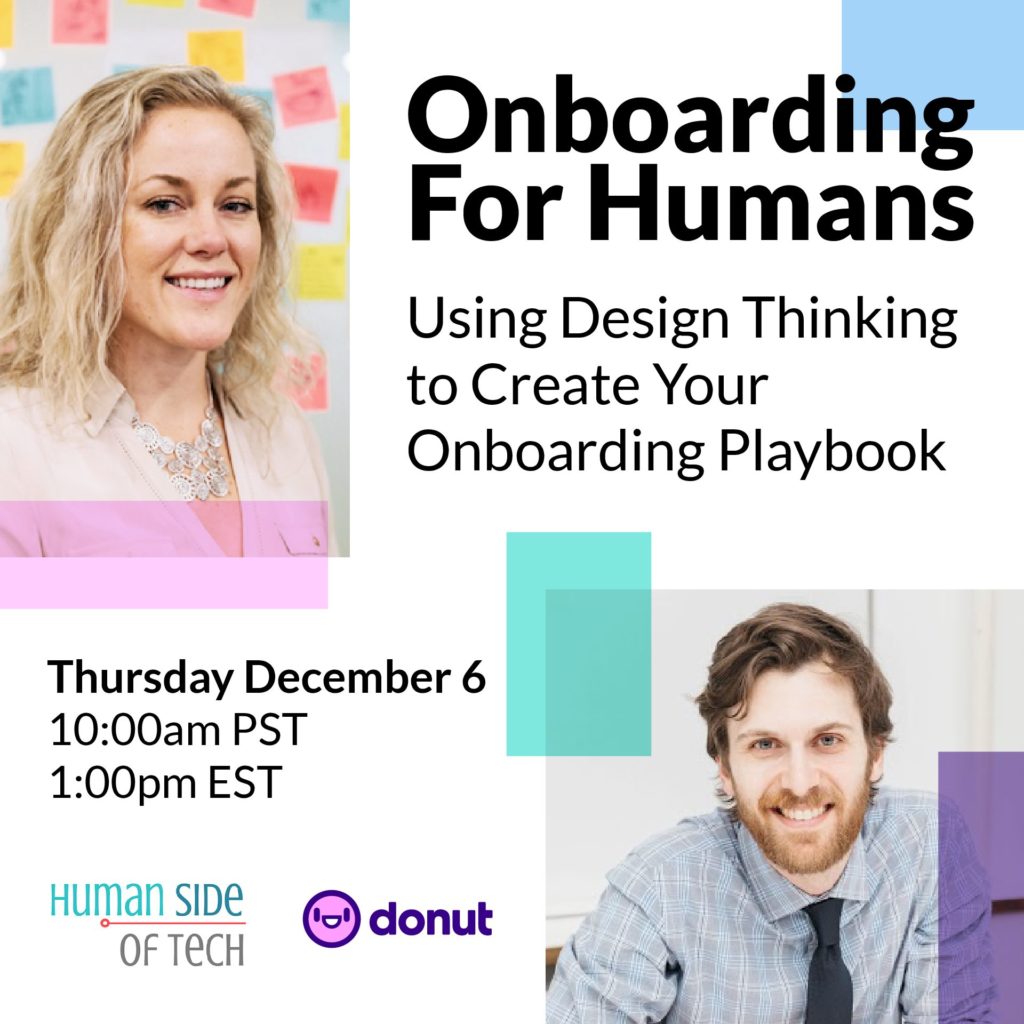 Onboarding
For Humans
Using Design Thinking
to Create Your
Onboarding Playbook
Thursday December 6
10:00am PST
1:00pm EST
HUMAN SIDE
OF TECH
donut